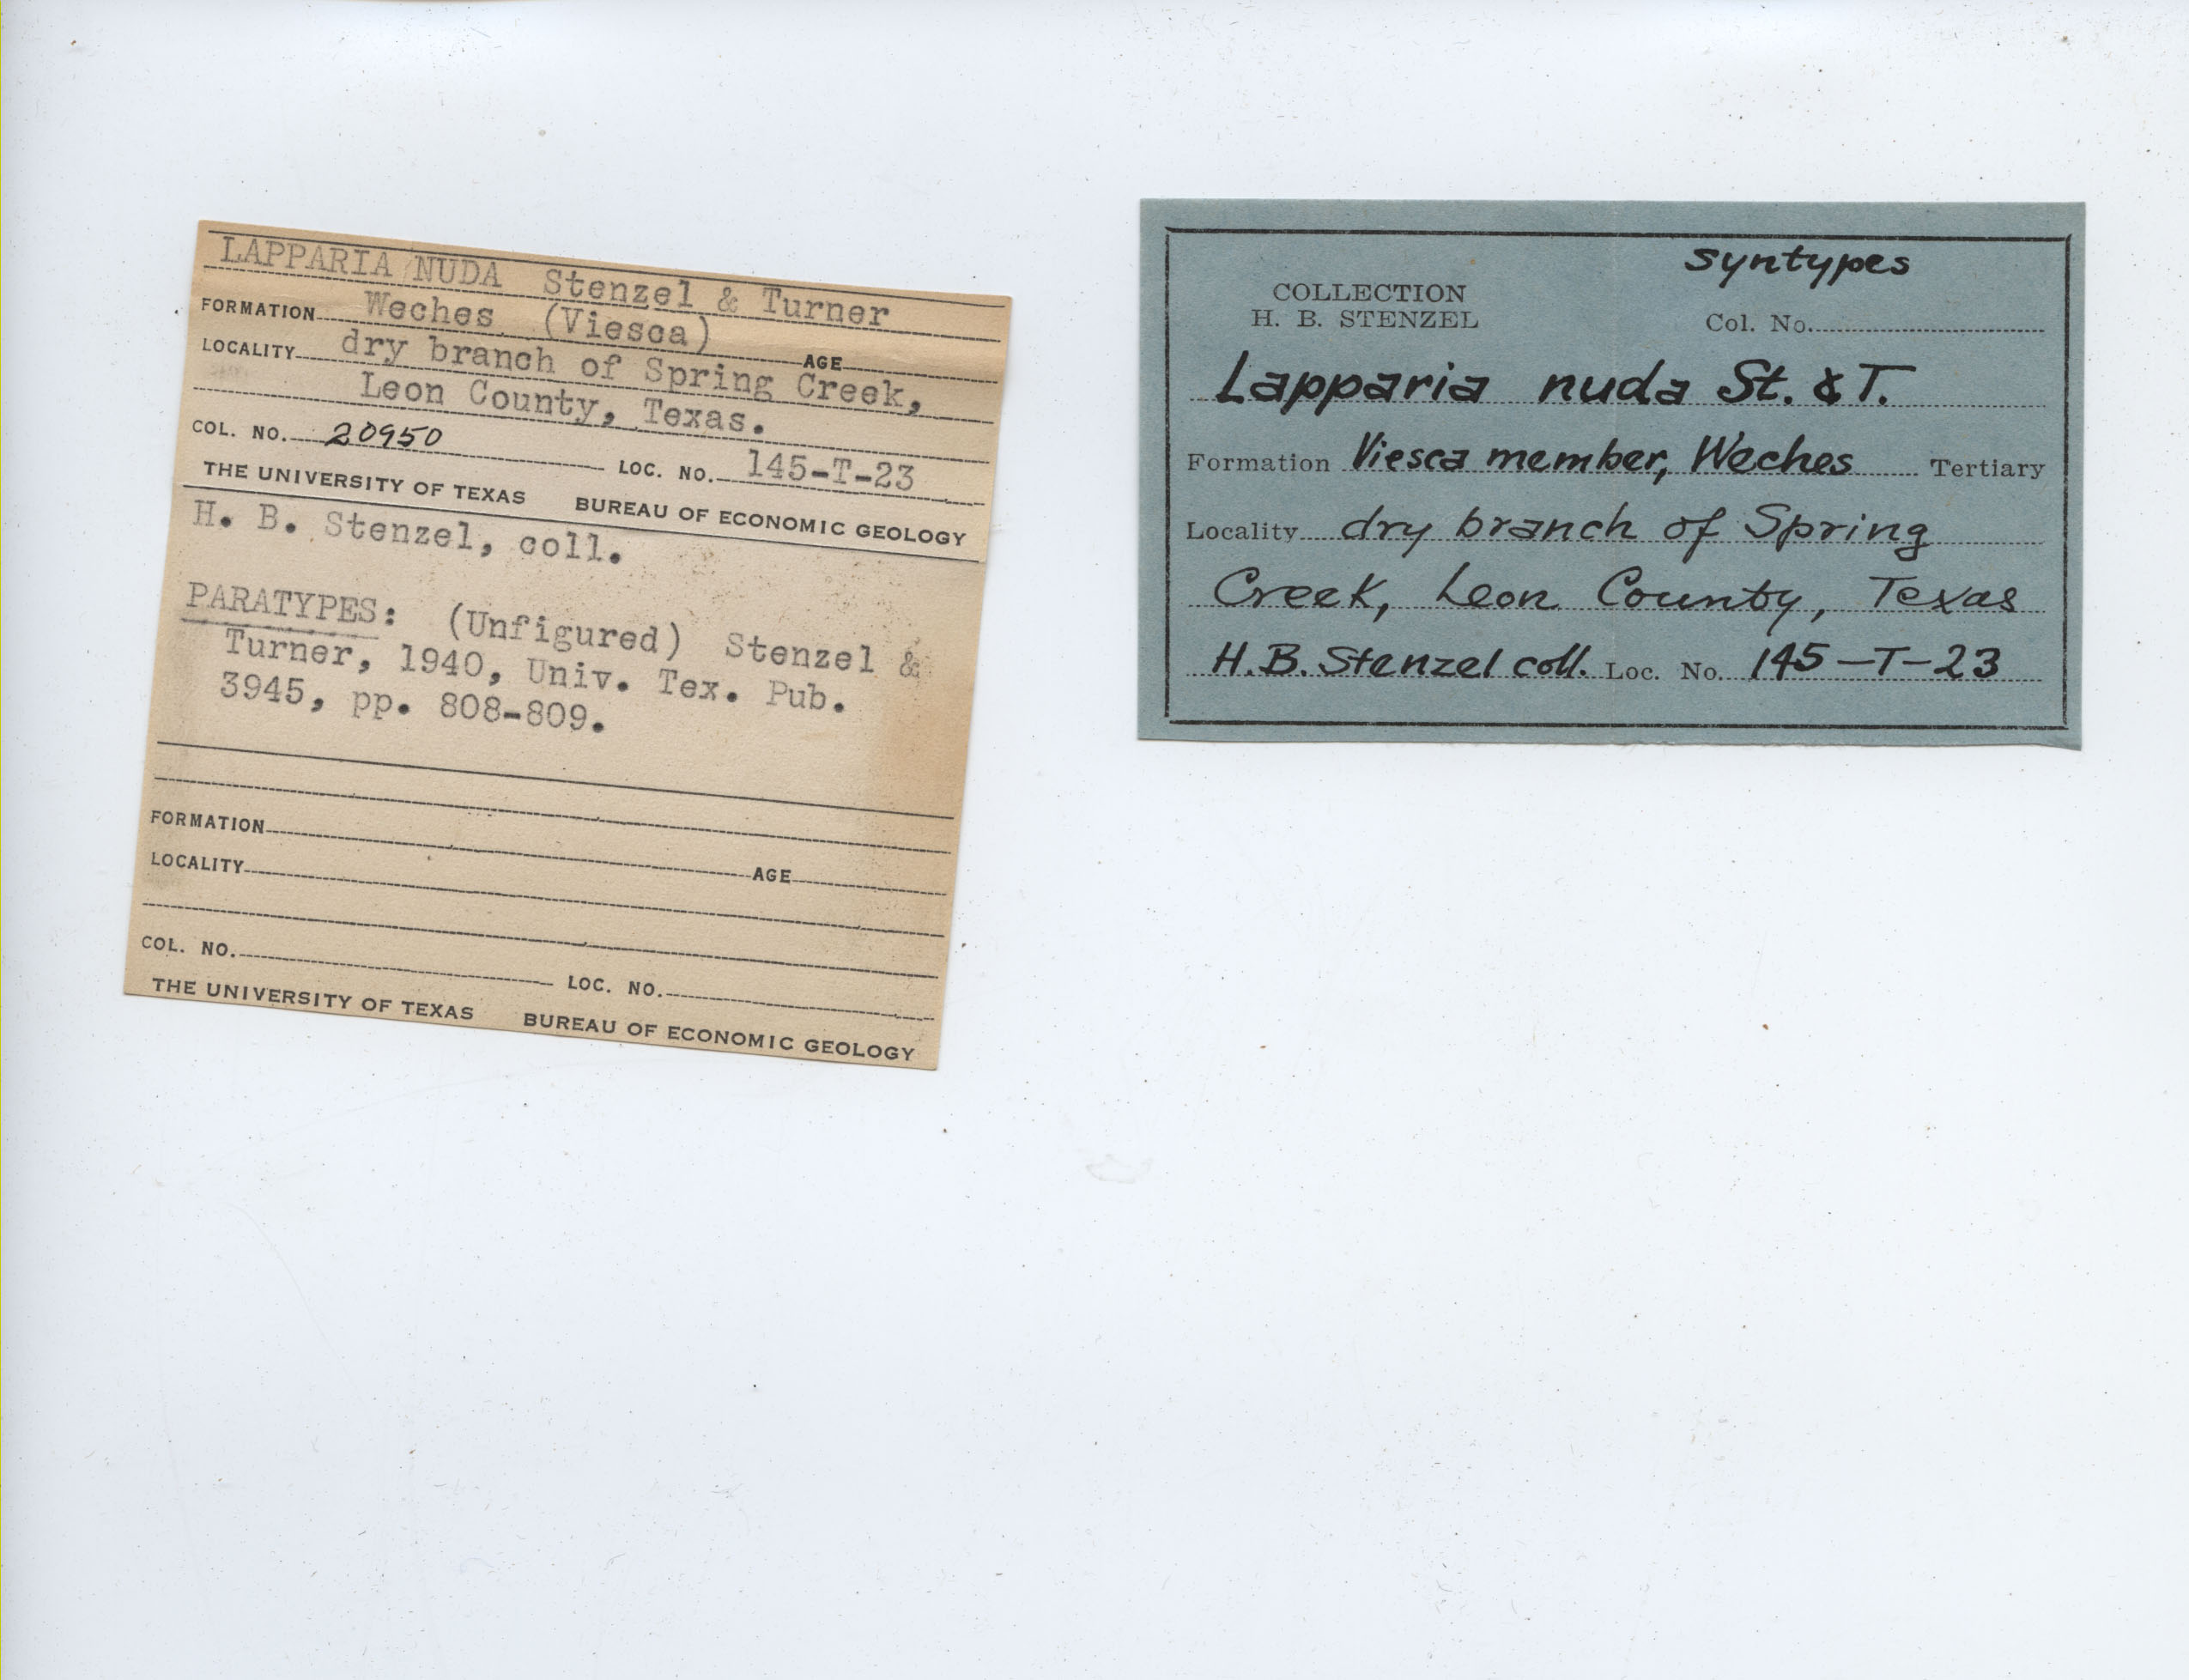 LAPPARIA NUDA Stenzel & Turner
FORMATION Weches (Viesca) AGE
LOCALITY dry branch of Spring Creek,
Leon County, Texas.
COL. NO. 20950 LOC. NO. 145-T-23
THE UNIVERSITY OF TEXAS BUREAU OF ECONOMIC GEOLOGY
H. B. Stenzel, coll.
PARATYPES: (Unfigured) Stenzel &
Turner, 1940, Univ. Tex. Pub.
3945, pp. 808-809.
FORMATION
LOCALITY AGE
COL. NO. LOC. NO.
THE UNIVERSITY OF TEXAS BUREAU OF ECONOMIC GEOLOGY
syntypes
COLLECTION
H. B. STENZEL Col. No.
Lapparia nuda St. & T.
Formation Viesca member, Weches Tertiary
Locality dry branch of Spring
Creek, Leon County, Texas
H.B. Stenzel coll. Loc. No. 145-T-23